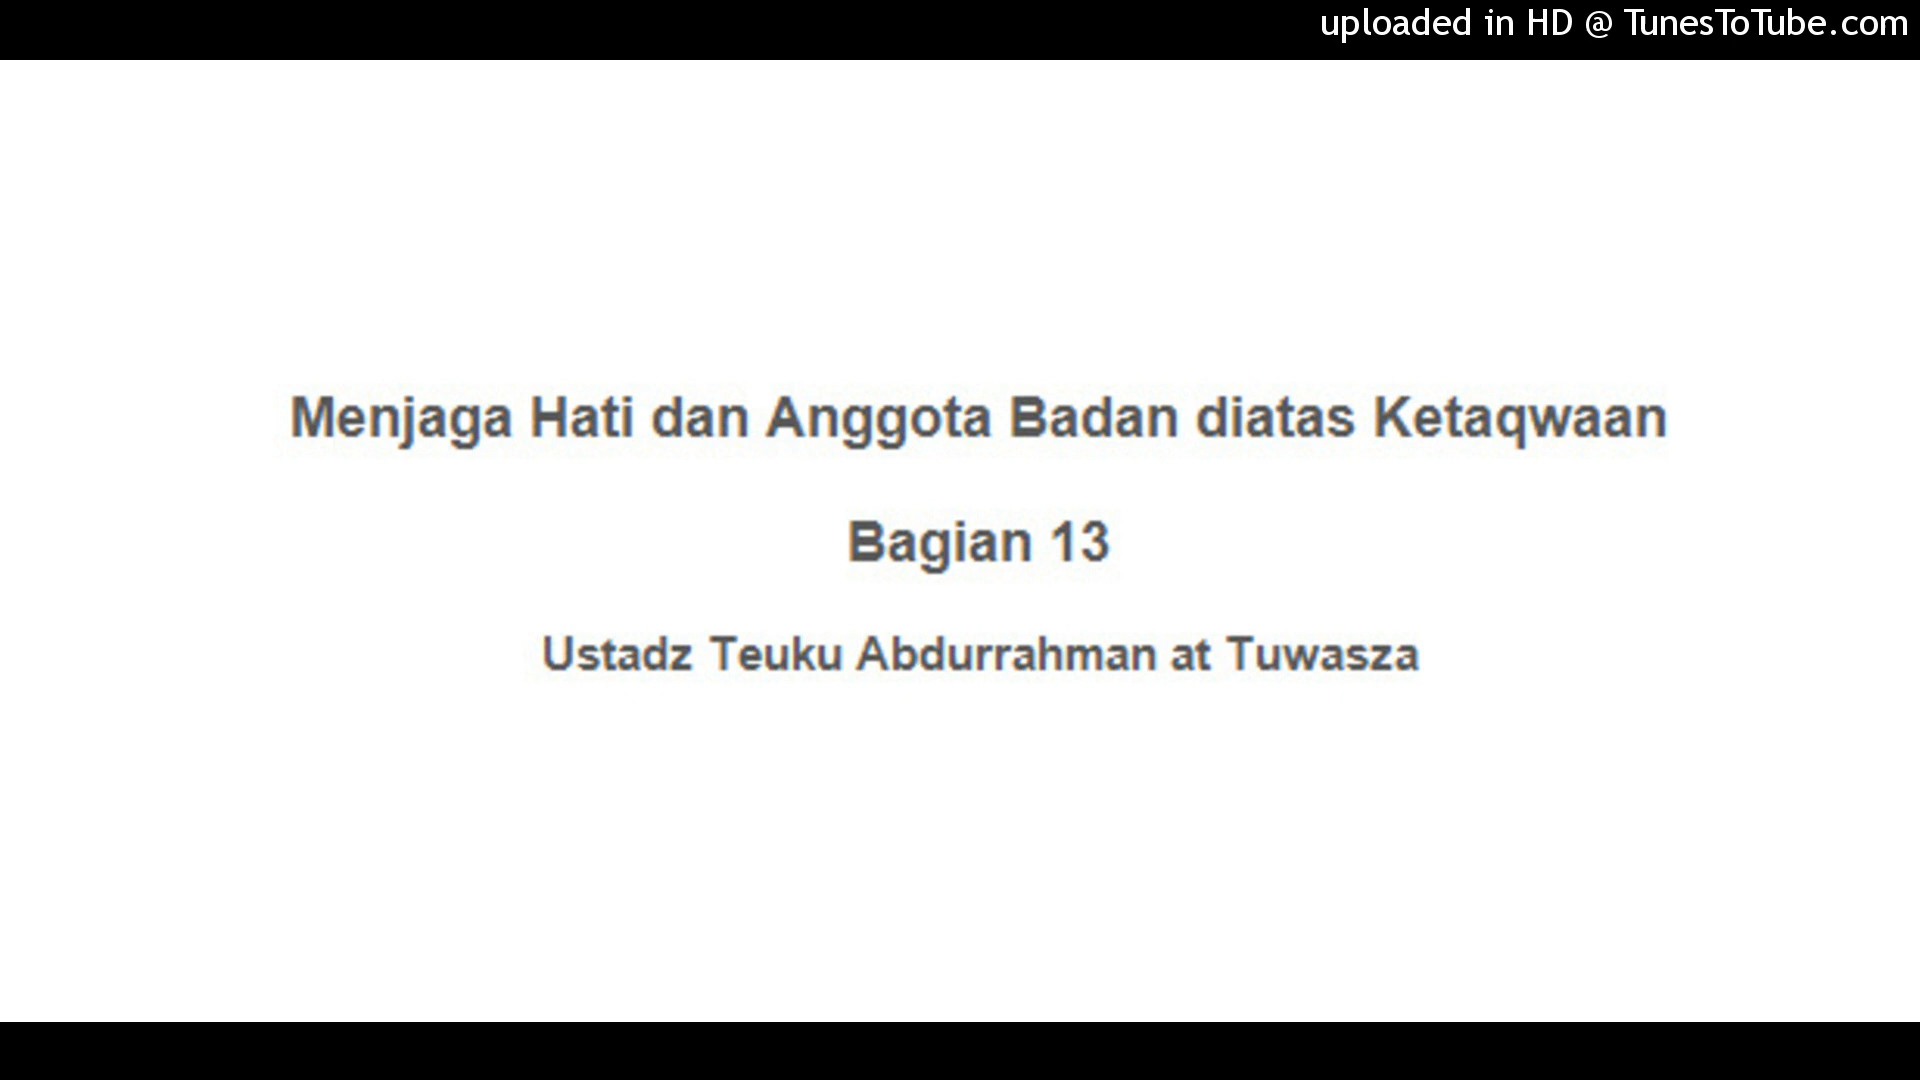 uploaded in HD @ TunesToTube.com
Menjaga Hati dan Anggota Badan diatas Ketaqwaan
Bagian 13
Ustadz Teuku Abdurrahman at Tuwasza